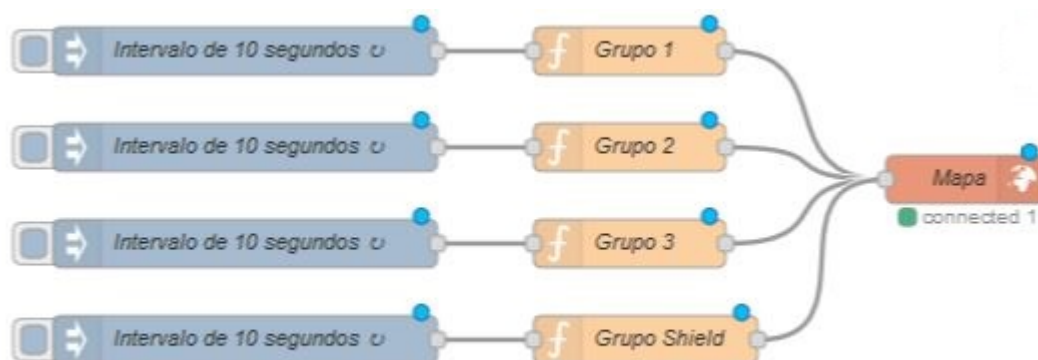 Intervalo de 10 segundos ↻ Grupo 1
Intervalo de 10 segundos ↻ Grupo 2
Mapa
connected 1
Intervalo de 10 segundos ↻ Grupo 3
Intervalo de 10 segundos ↻ Grupo Shield